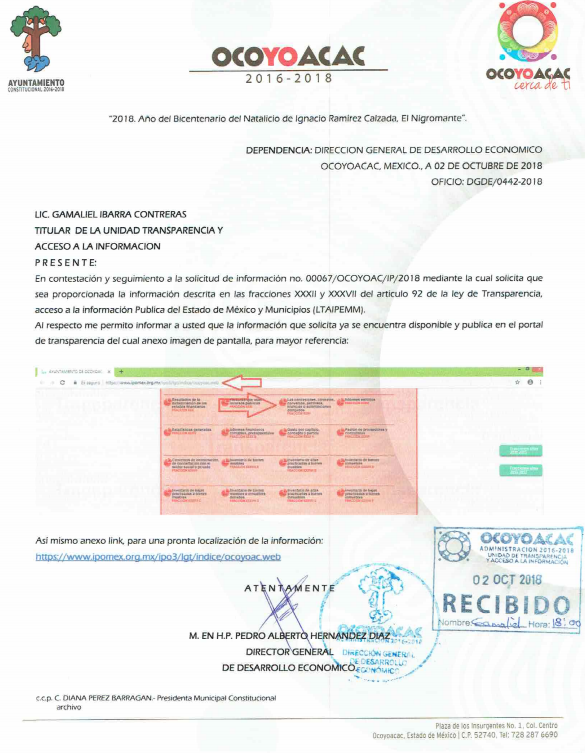 AYUNTAMIENTO
CONSTITUCIONAL 2016-2018
OCOYOACAC
2016-2018
OCOYOACAC
cerca de ti
"2018. Año del Bicentenario del Natalicio de Ignacio Ramírez Calzada, El Nigromante".
DEPENDENCIA: DIRECCION GENERAL DE DESARROLLO ECONOMICO
OCOYOACAC, MEXICO., A 02 DE OCTUBRE DE 2018
OFICIO: DGDE/0442-2018
LIC. GAMALIEL IBARRA CONTRERAS
TITULAR DE LA UNIDAD TRANSPARENCIA Y
ACCESO A LA INFORMACION
PRESENTE:
En contestación y seguimiento a la solicitud de información no. 00067/OCOYOAC/IP/2018 mediante la cual solicita que
sea proporcionada la información descrita en las fracciones XXXII y XXXVII del articulo 92 de la ley de Transparencia,
acceso a la información Publica del Estado de México y Municipios (LTAIPEMM).
Al respecto me permito informar a usted que la información que solicita ya se encuentra disponible y publica en el portal
de transparencia del cual anexo imagen de pantalla, para mayor referencia:
Así mismo anexo link, para una pronta localización de la información:
https://www.ipomex.org.mx/ipo3/lgt/indice/ocoyoac.web
OCOYOACAC
ADMINISTRACIÓN 2016-2018
UNIDAD DE TRANSPARENCIA
Y ACCESO A LA INFORMACIÓN
02 OCT 2018
RECIBIDO
Nombre: Gamaliel Hora: 18:00
ATENTAMENTE
OCOYOACAC
ADMINISTRACIÓN 2016-2018
M. EN H.P. PEDRO ALBERTO HERNANDEZ DIAZ
DIRECTOR GENERAL DIRECCIÓN GENERAL
DE DESARROLLO
DE DESARROLLO ECONOMICO ECONÓMICO
c.c.p. C. DIANA PEREZ BARRAGAN.- Presidenta Municipal Constitucional
archivo
Plaza de los Insurgentes No. 1, Col. Centro
Ocoyoacac, Estado de México | C.P. 52740, Tel: 728 287 6690